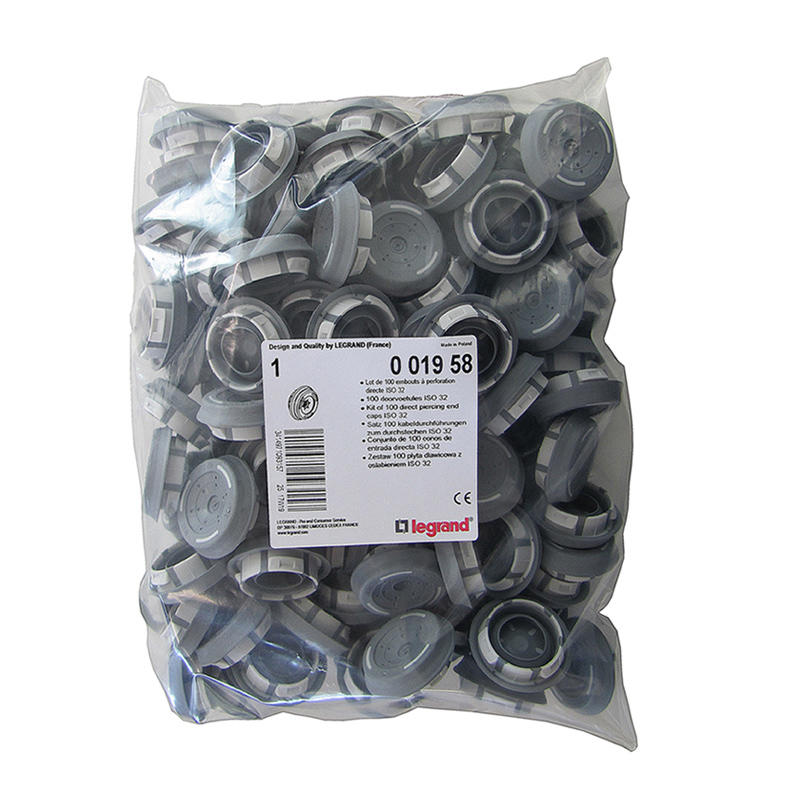 Design and Quality by LEGRAND (France)
Made in Poland
1
0 019 58
• Lot de 100 embouts à perforation
directe ISO 32
• 100 doorvoetules ISO 32
• Kit of 100 direct piercing end
caps ISO 32
• Satz 100 kabeldurchführungen
zum durchstechen ISO 32
• Conjunto de 100 conos de
entrada directa ISO 32
• Zestaw 100 płyta dławicowa z
osłabieniem ISO 32
CE
LEGRAND - Pro and Consumer Service
BP 30076 - 87002 LIMOGES CEDEX FRANCE
www.legrand.com
legrand®